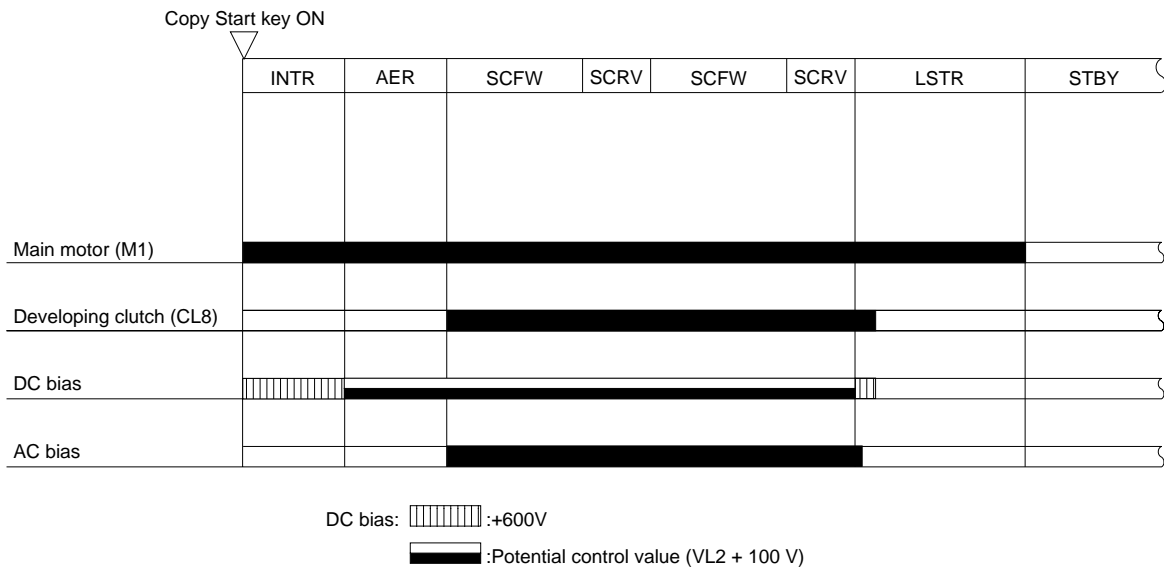 Copy Start key ON
INTR AER SCFW SCRV SCFW SCRV LSTR STBY
Main motor (M1)
Developing clutch (CL8)
DC bias
AC bias
DC bias: :+600V
:Potential control value (VL2 + 100 V)